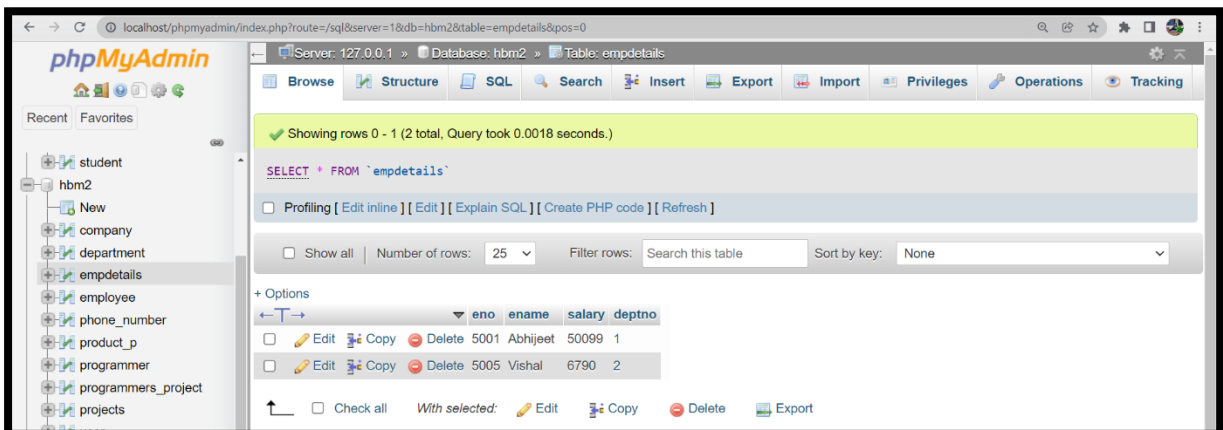 localhost/phpmyadmin/index.php?route=/sql&server=1&db=hbm2&table=empdetails&pos=0
phpMyAdmin
Recent Favorites
student
hbm2
New
company
department
empdetails
employee
phone_number
product_p
programmer
programmers_project
projects
Server: 127.0.0.1 » Database: hbm2 » Table: empdetails
Browse Structure SQL Search Insert Export Import Privileges Operations Tracking
Showing rows 0 - 1 (2 total, Query took 0.0018 seconds.)
SELECT * FROM `empdetails`
Profiling [ Edit inline ] [ Edit ] [ Explain SQL ] [ Create PHP code ] [ Refresh ]
Show all | Number of rows: 25 Filter rows: Search this table Sort by key: None
+ Options
←T→ eno ename salary deptno
Edit Copy Delete 5001 Abhijeet 50099 1
Edit Copy Delete 5005 Vishal 6790 2
Check all With selected: Edit Copy Delete Export